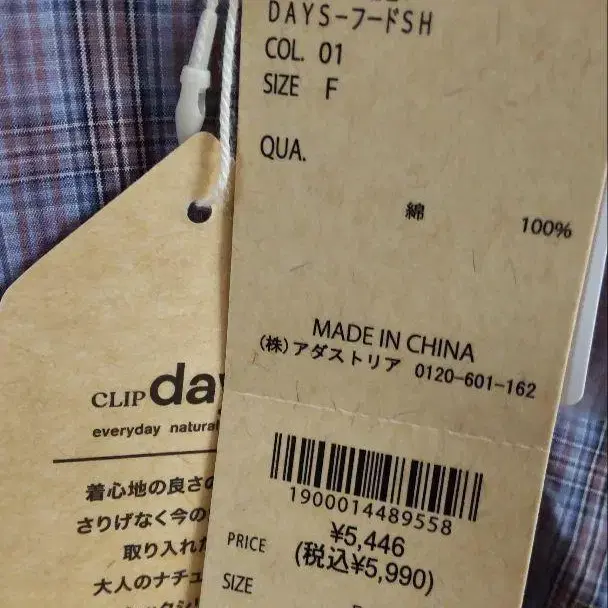 DAYS-フードSH
COL. 01
SIZE F
QUA.
綿 100%
MADE IN CHINA
(株)アダストリア 0120-601-162
1900014489558
PRICE ¥5,446
(税込¥5,990)
SIZE
CLIP day
everyday natural
着心地の良さ
さりげなく今の
取り入れた
大人のナチュ